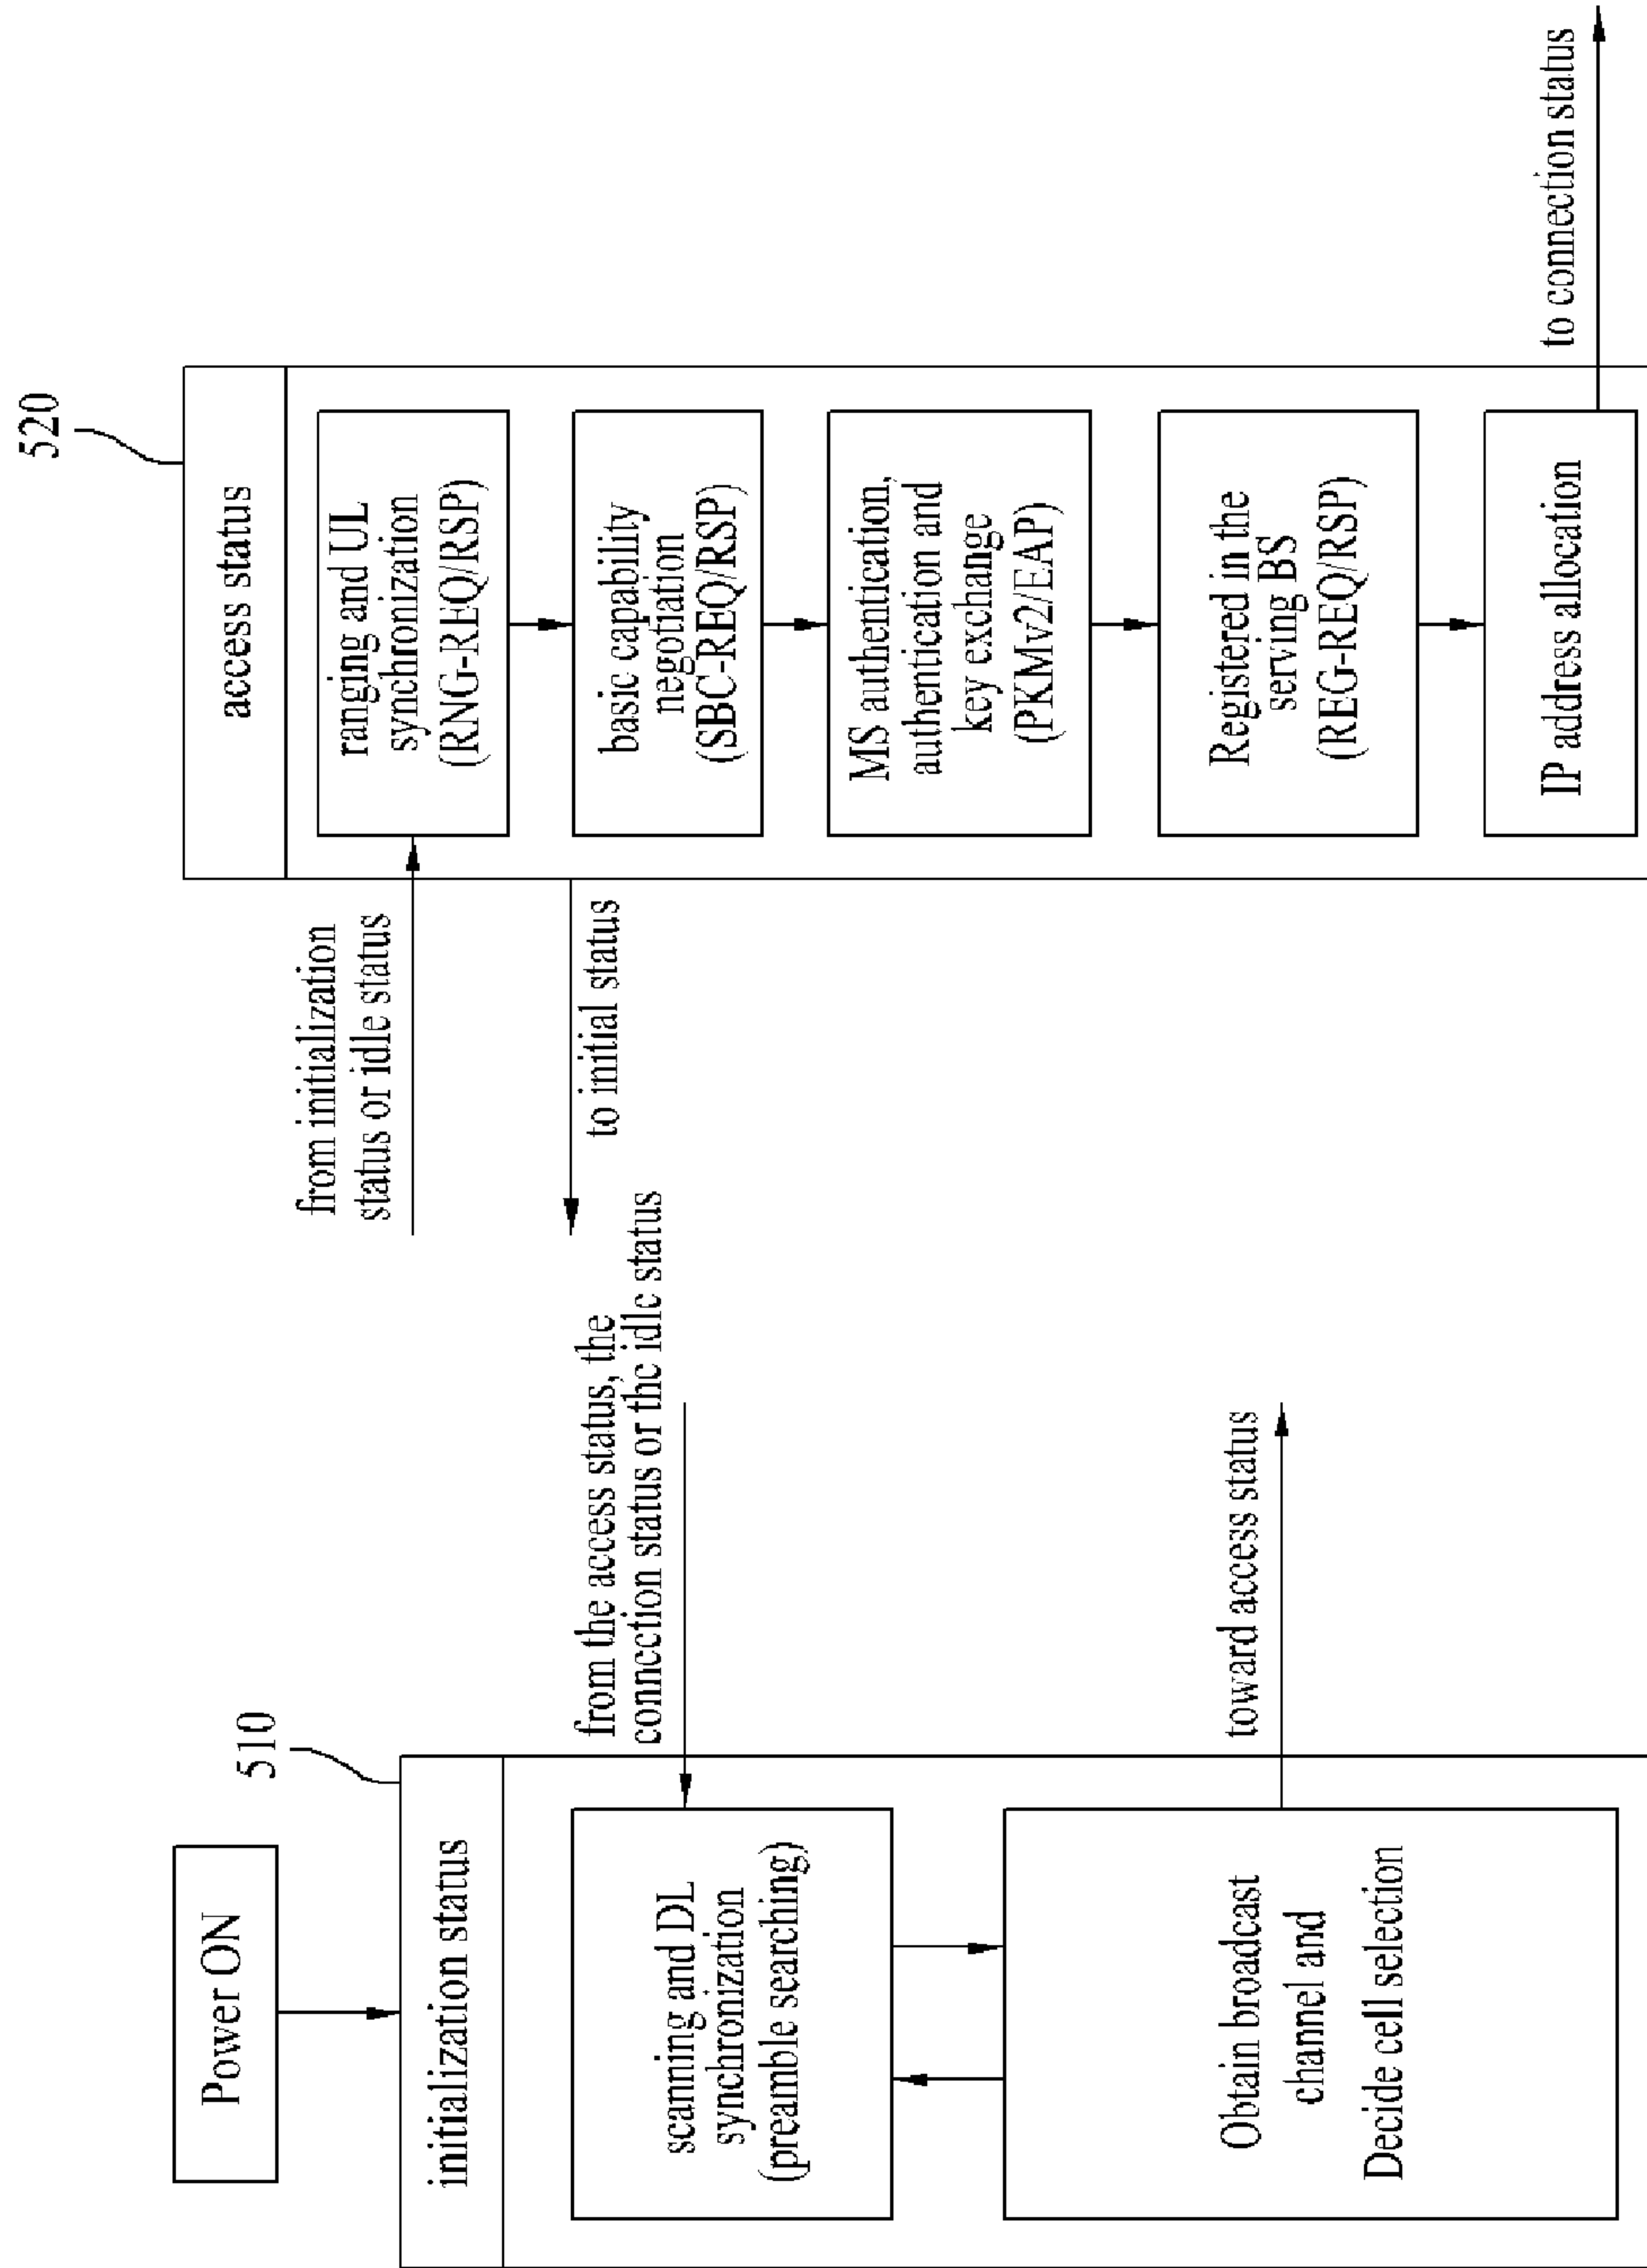 Power ON
510
initialization status
scanning and DL
synchronization
(preamble searching)
Obtain broadcast
channel and
Decide cell selection
from the access status, the
connection status or the idle status
toward access status
520
access status
from initialization
status or idle status
to initial status
ranging and UL
synchronization
(RNG-REQ/RSP)
basic capability
negotiation
(SBC-REQ/RSP)
MS authentication,
authentication and
key exchange
(PKMv2/EAP)
Registered in the
serving BS
(REG-REQ/RSP)
IP address allocation
to connection status